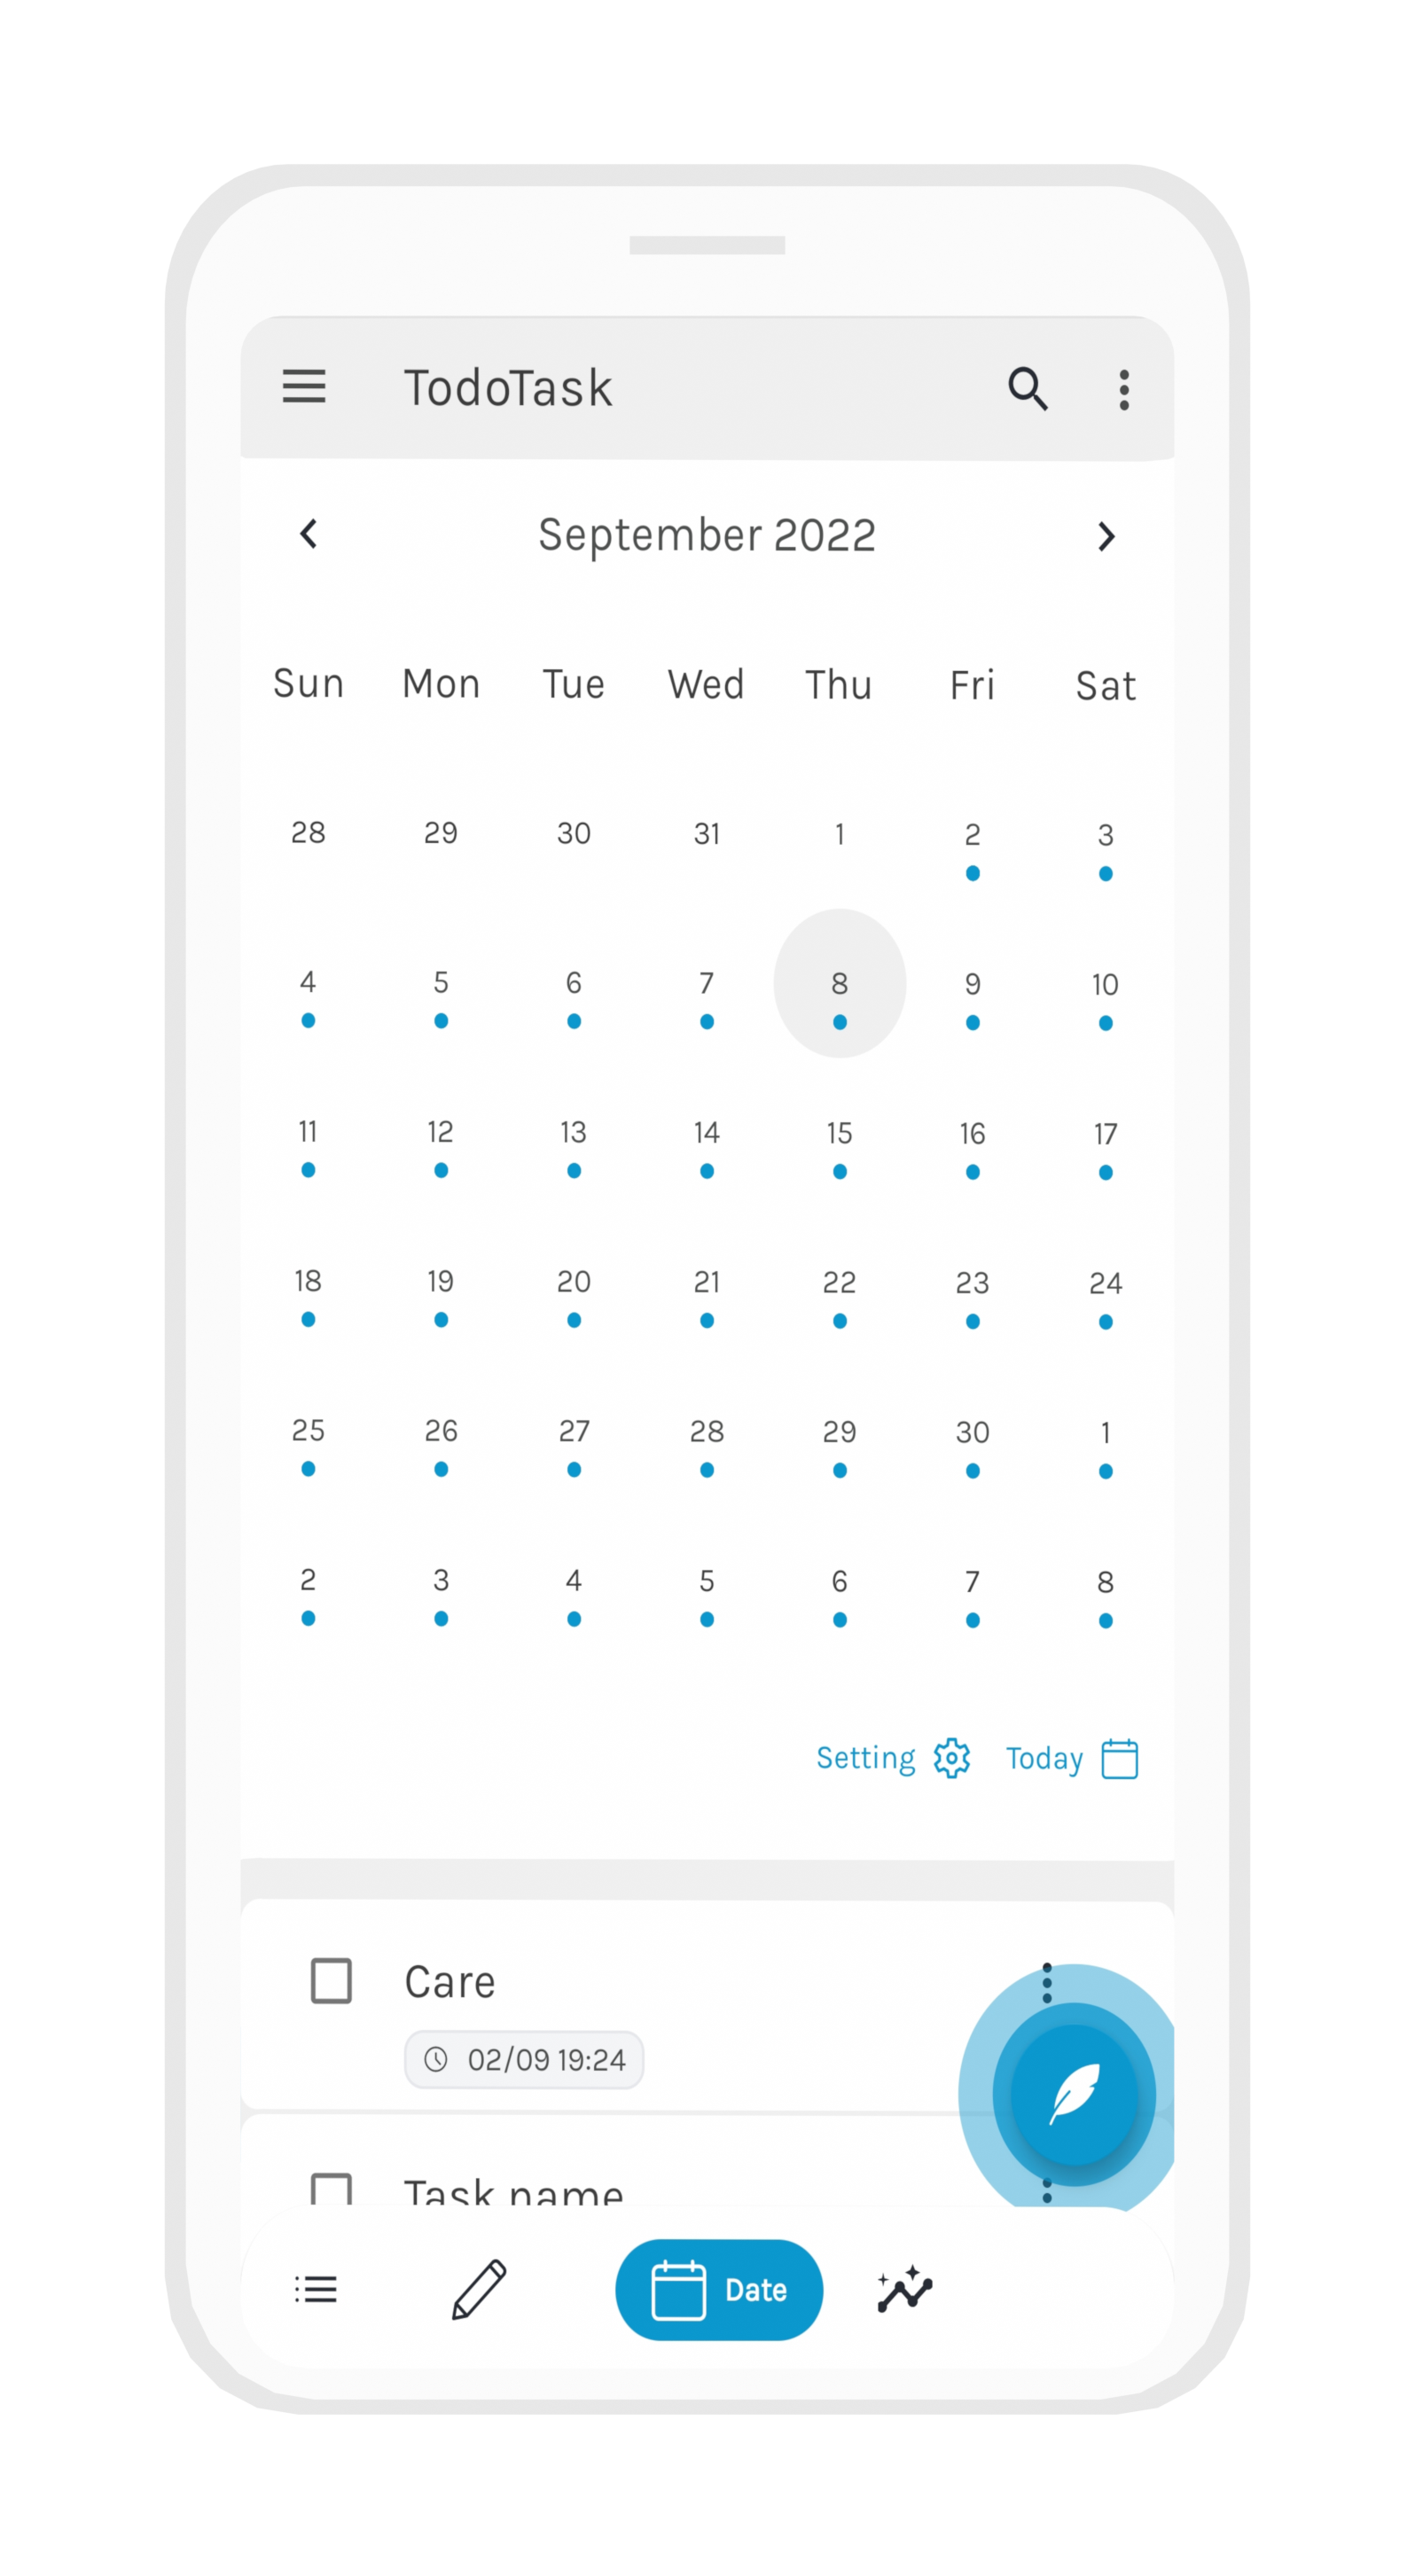 TodoTask
September 2022
Sun Mon Tue Wed Thu Fri Sat
28 29 30 31 1 2 3
4 5 6 7 8 9 10
11 12 13 14 15 16 17
18 19 20 21 22 23 24
25 26 27 28 29 30 1
2 3 4 5 6 7 8
Setting Today
Care
02/09 19:24
Task name
Date